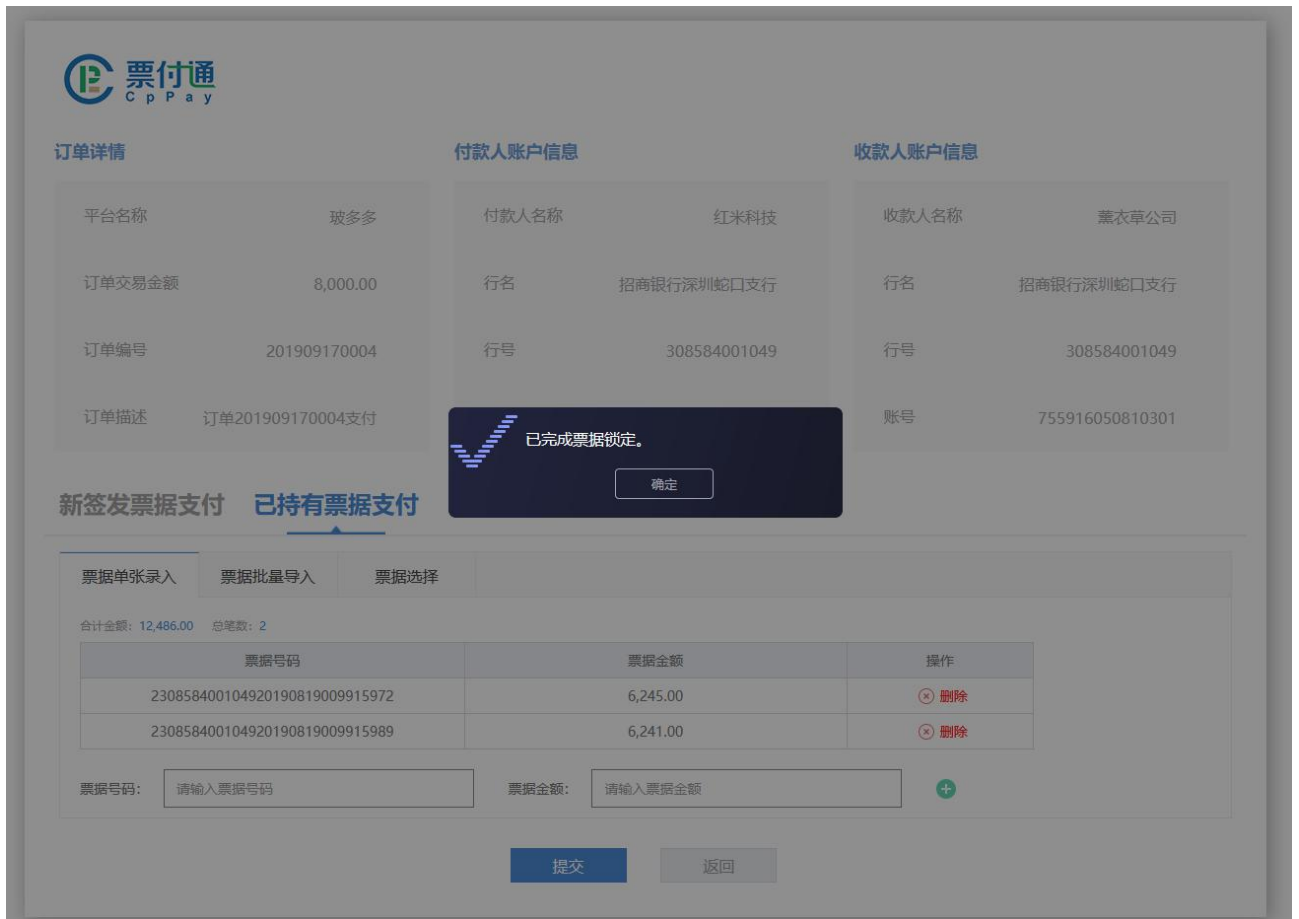 票付通
CpPay
订单详情
平台名称 玻多多
订单交易金额 8,000.00
订单编号 201909170004
订单描述 订单201909170004支付
付款人账户信息
付款人名称 红米科技
行名 招商银行深圳蛇口支行
行号 308584001049
收款人账户信息
收款人名称 薰衣草公司
行名 招商银行深圳蛇口支行
行号 308584001049
账号 755916050810301
已完成票据锁定。
确定
新签发票据支付 已持有票据支付
票据单张录入 票据批量导入 票据选择
合计金额: 12,486.00 总笔数: 2
票据号码 票据金额 操作
230858400104920190819009915972 6,245.00 删除
230858400104920190819009915989 6,241.00 删除
票据号码: 请输入票据号码 票据金额: 请输入票据金额
提交 返回